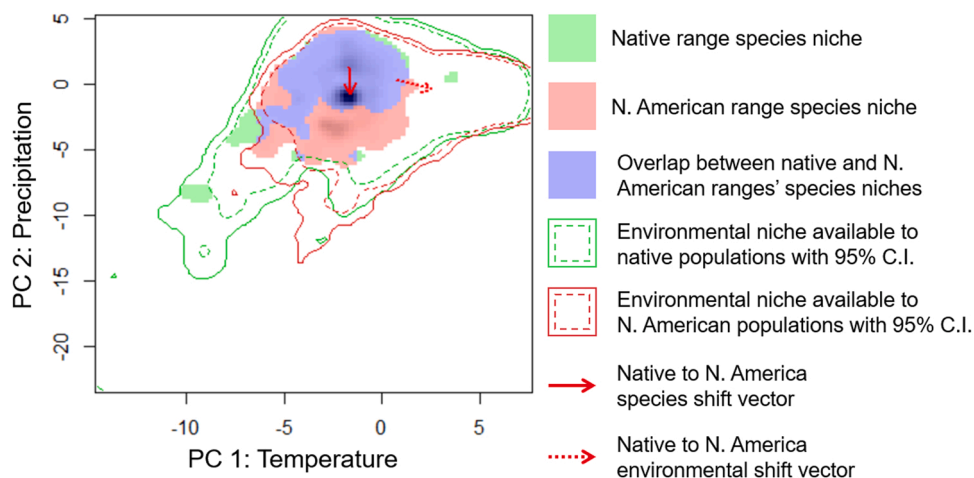 5
0
-5
-10
-15
-20
PC 2: Precipitation
-10
-5
0
5
PC 1: Temperature
Native range species niche
N. American range species niche
Overlap between native and N.
American ranges' species niches
Environmental niche available to
native populations with 95% C.I.
Environmental niche available to
N. American populations with 95% C.I.
Native to N. America
species shift vector
Native to N. America
environmental shift vector